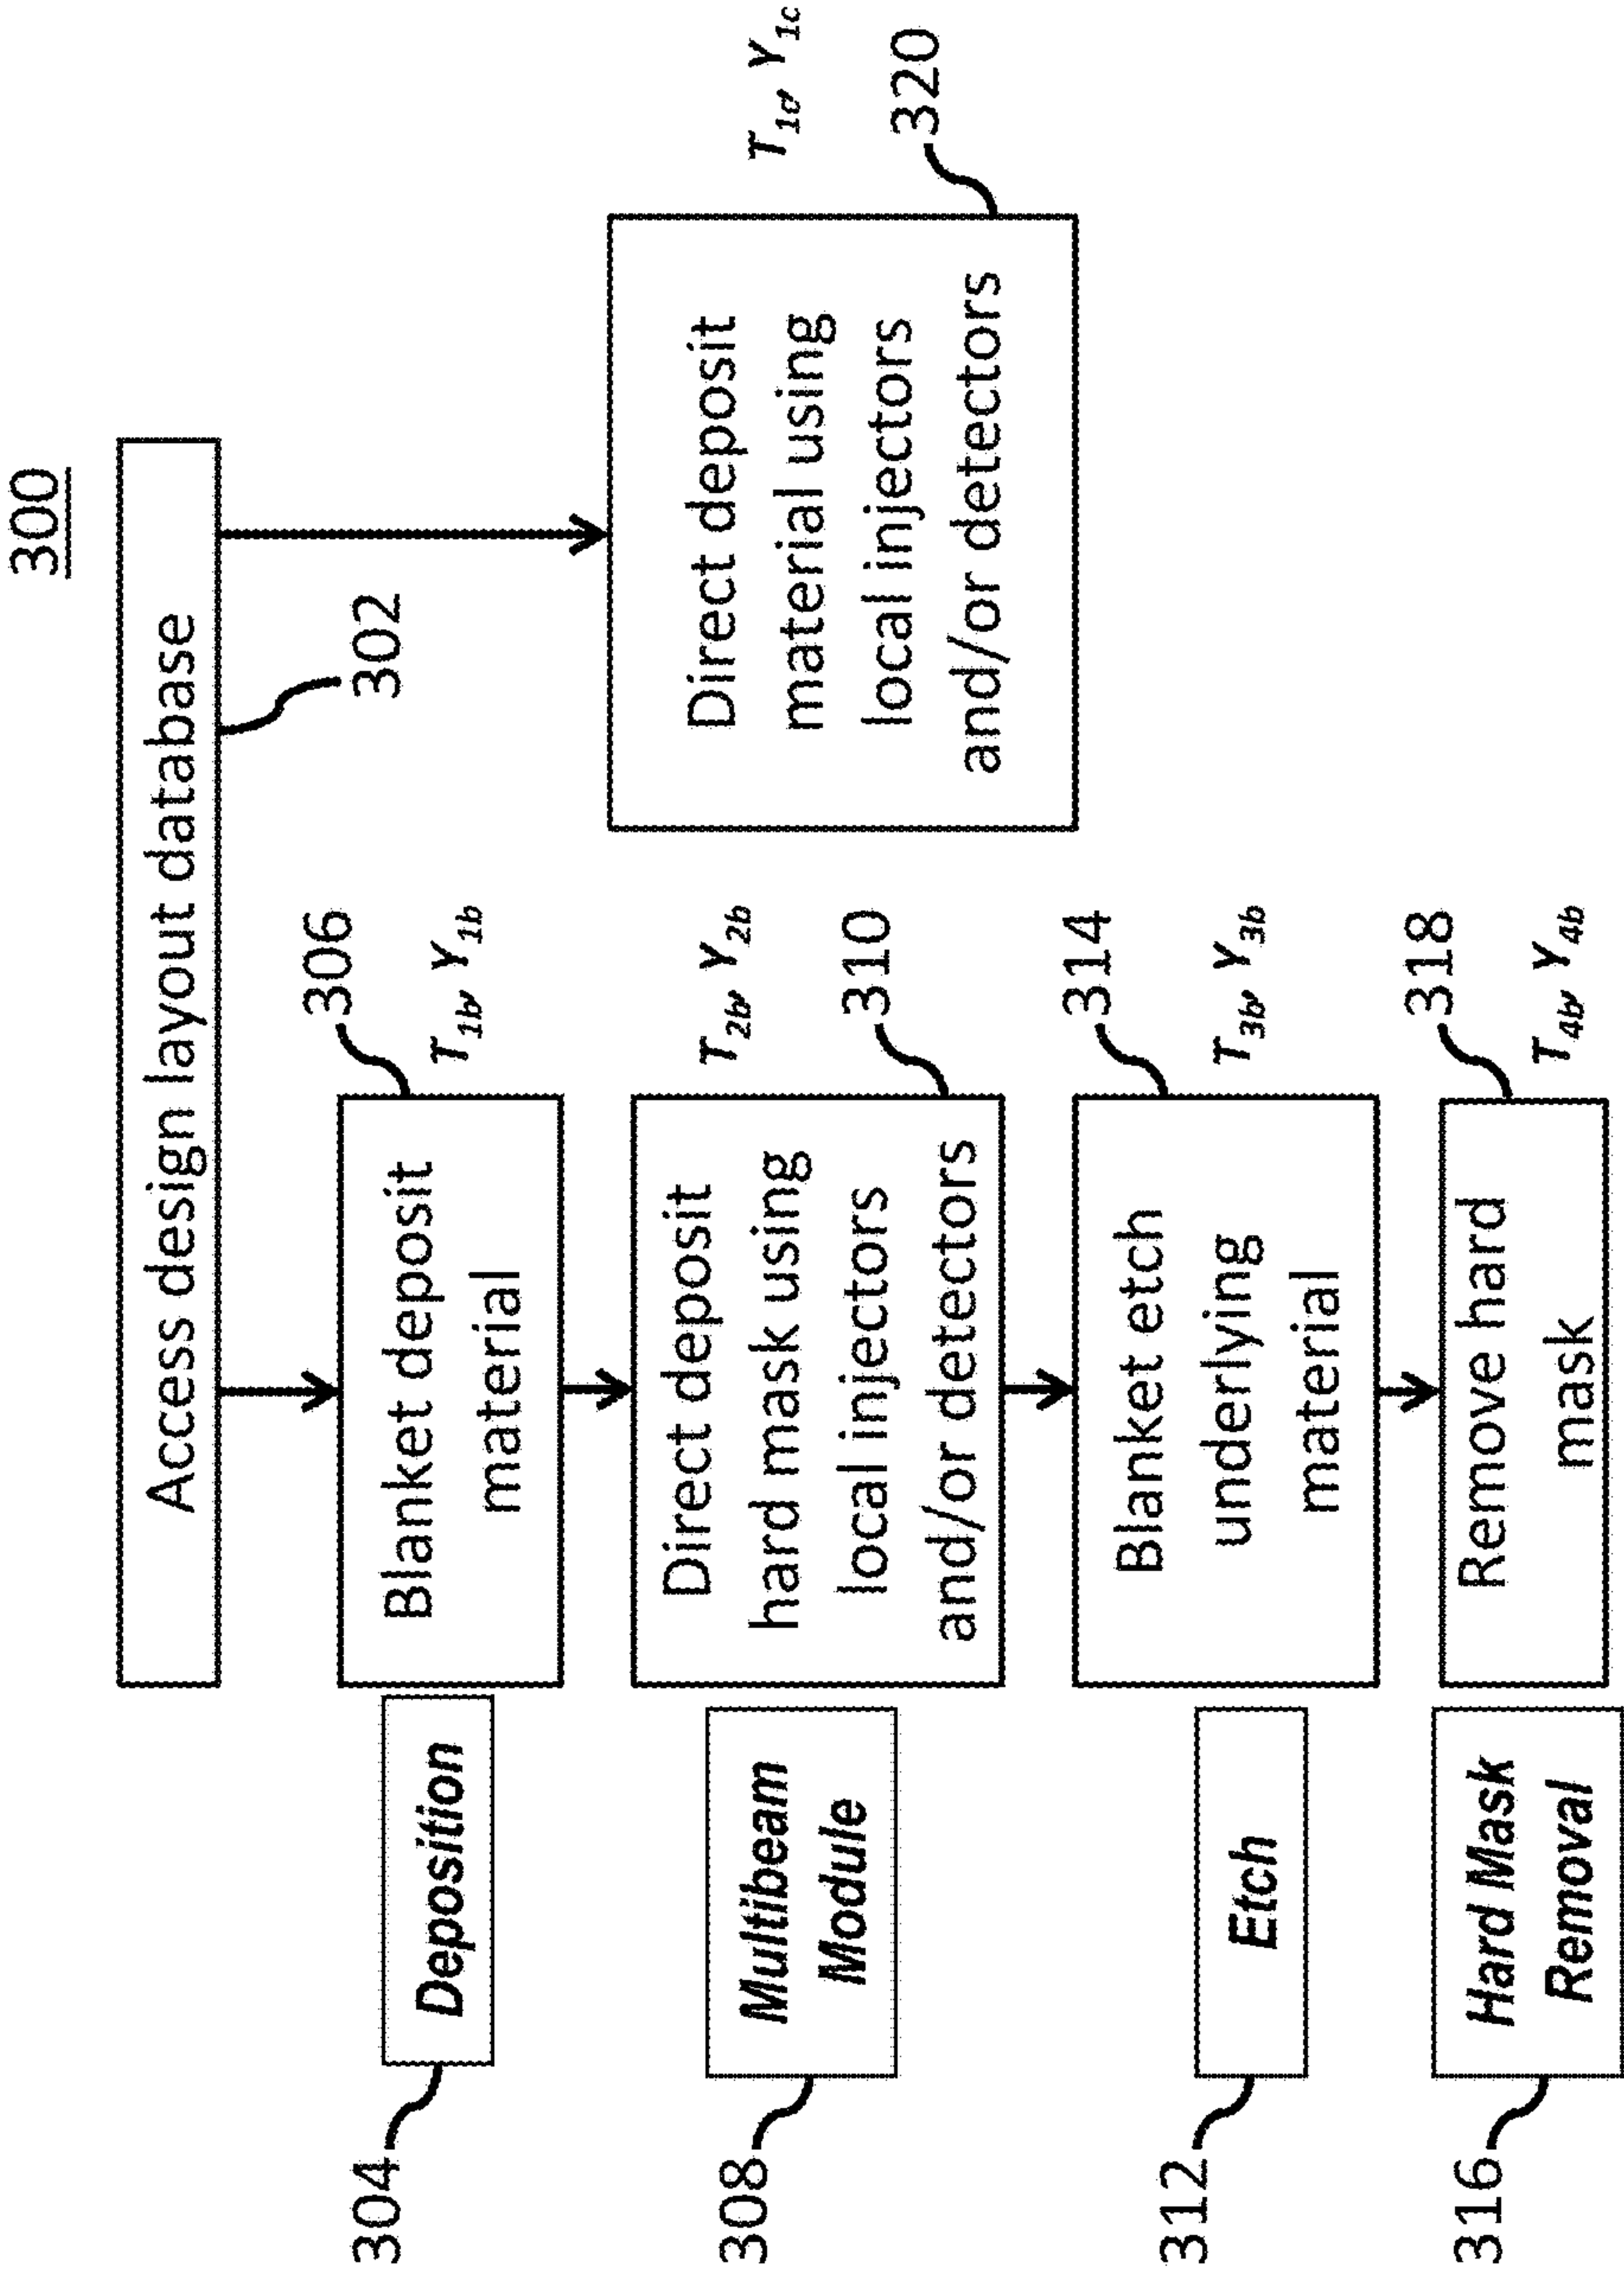 300
Access design layout database
302
304
Deposition
Blanket deposit
material
306
T1b, Y1b
308
Multibeam
Module
Direct deposit
hard mask using
local injectors
and/or detectors
T2b, Y2b
310
312
Etch
Blanket etch
underlying
material
314
T3b, Y3b
316
Hard Mask
Removal
Remove hard
mask
318
T4b, Y4b
Direct deposit
material using
local injectors
and/or detectors
T1c, Y1c
320